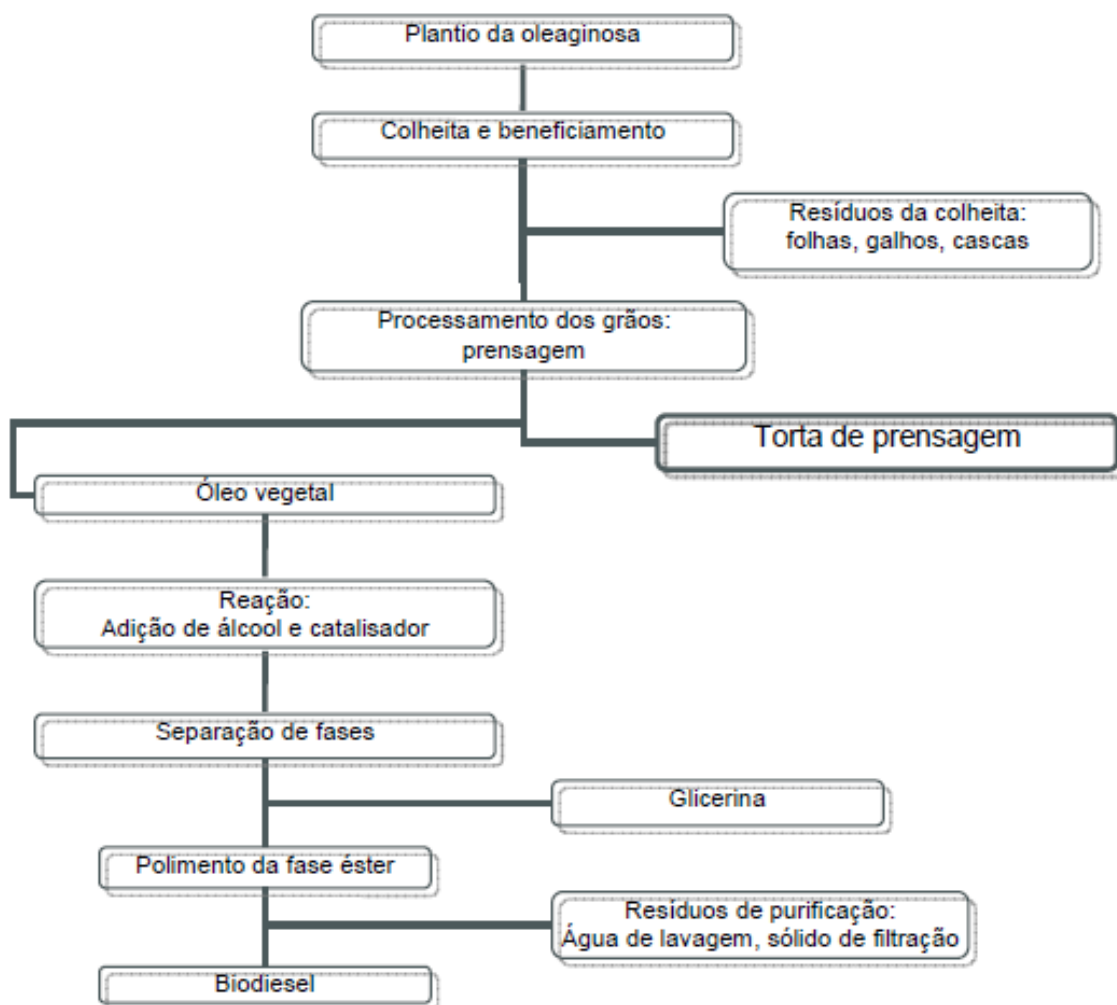 Plantio da oleaginosa
Colheita e beneficiamento
Resíduos da colheita:
folhas, galhos, cascas
Processamento dos grãos:
prensagem
Torta de prensagem
Óleo vegetal
Reação:
Adição de álcool e catalisador
Separação de fases
Glicerina
Polimento da fase éster
Resíduos de purificação:
Água de lavagem, sólido de filtração
Biodiesel